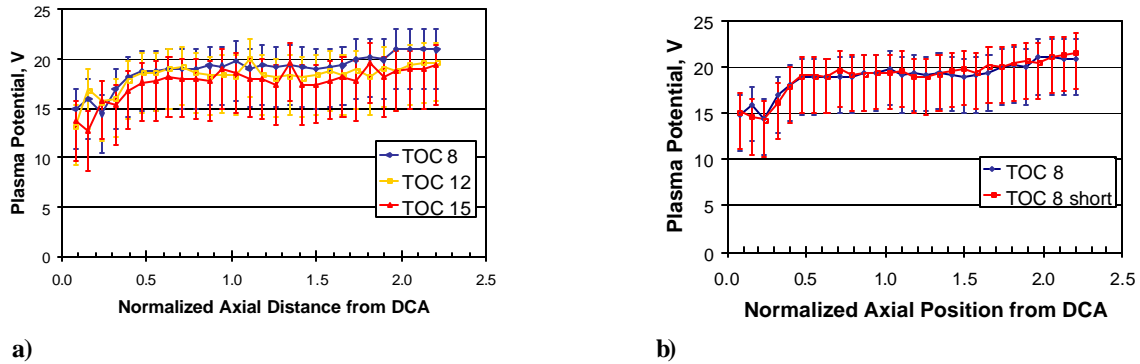 25
20
15
10
5
0
Plasma Potential, V
TOC 8
TOC 12
TOC 15
0.0 0.5 1.0 1.5 2.0 2.5
Normalized Axial Distance from DCA
a)
25
20
15
10
5
0
Plasma Potential, V
TOC 8
TOC 8 short
0.0 0.5 1.0 1.5 2.0 2.5
Normalized Axial Position from DCA
b)